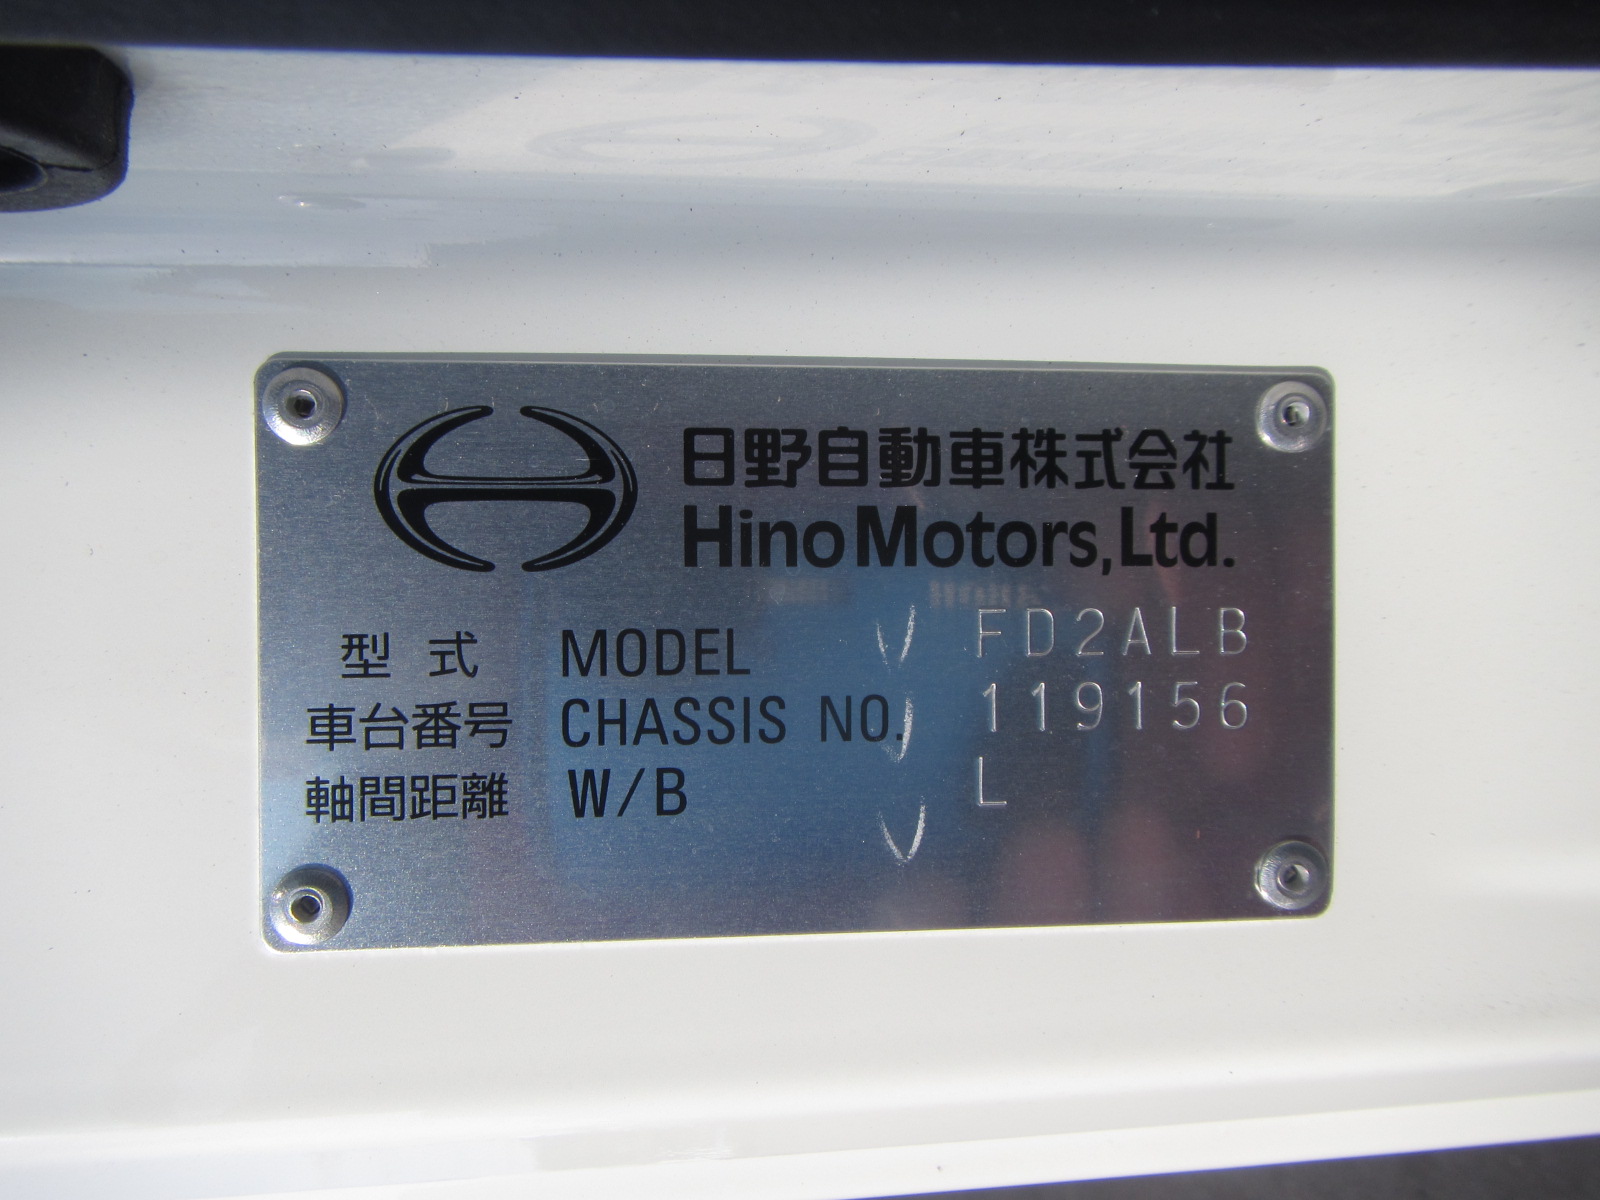 日野自動車株式会社
Hino Motors, Ltd.
型式 MODEL FD2ALB
車台番号 CHASSIS NO. 119156
軸間距離 W/B L